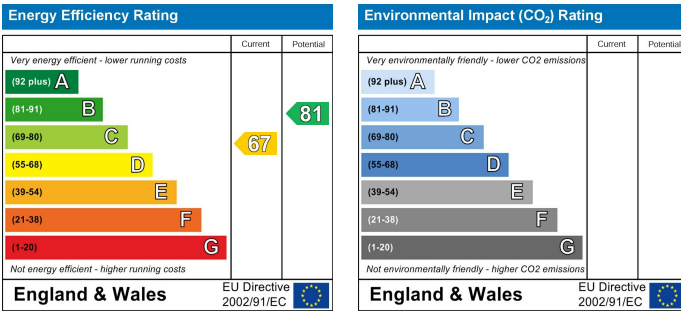 Energy Efficiency Rating
Current Potential
Very energy efficient - lower running costs
(92 plus) A
(81-91) B
81
(69-80) C
67
(55-68) D
(39-54) E
(21-38) F
(1-20) G
Not energy efficient - higher running costs
England & Wales
EU Directive
2002/91/EC
Environmental Impact (CO₂) Rating
Current Potential
Very environmentally friendly - lower CO2 emissions
(92 plus) A
(81-91) B
(69-80) C
(55-68) D
(39-54) E
(21-38) F
(1-20) G
Not environmentally friendly - higher CO2 emissions
England & Wales
EU Directive
2002/91/EC